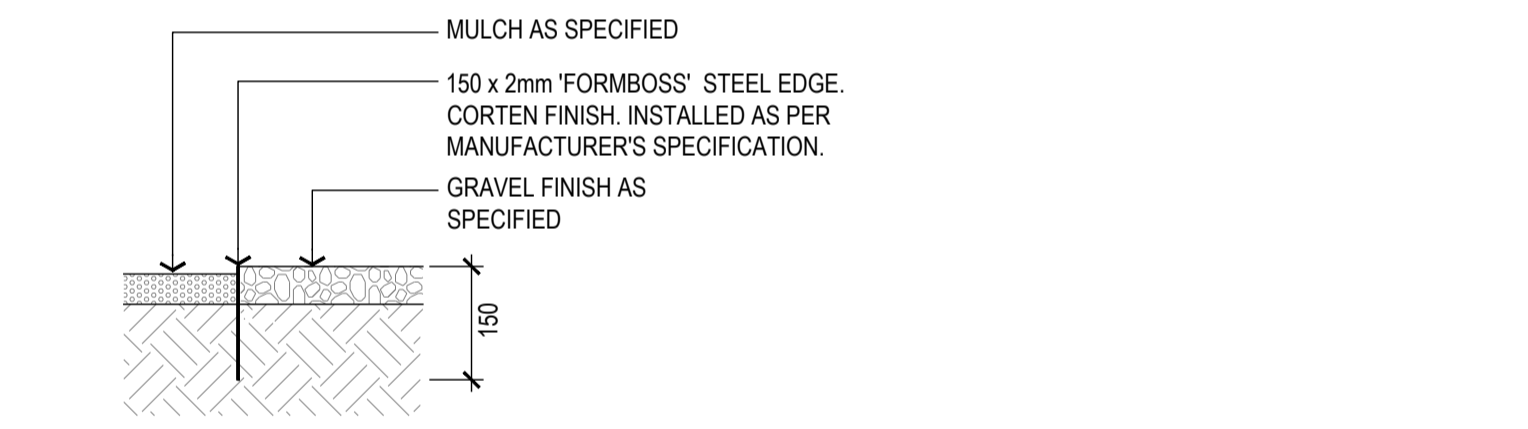 MULCH AS SPECIFIED
150 x 2mm 'FORMBOSS' STEEL EDGE.
CORTEN FINISH. INSTALLED AS PER
MANUFACTURER'S SPECIFICATION.
GRAVEL FINISH AS
SPECIFIED
150